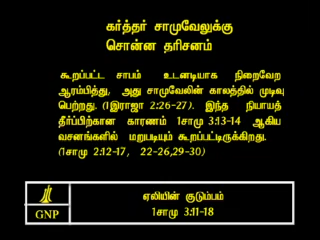 கர்த்தர் சாமுவேலுக்கு
சொன்ன தரிசனம்
கூறப்பட்ட சாபம் உடனடியாக நிறைவேற
ஆரம்பித்து, அது சாமுவேலின் காலத்தில் முடிவு
பெற்றது. (1இராஜா 2:26-27). இந்த நியாயத்
தீர்ப்பிற்கான காரணம் 1சாமு 3:13-14 ஆகிய
வசனங்களில் மறுபடியும் கூறப்பட்டிருக்கிறது.
(1சாமு 2:12-17, 22-26,29-30)
ஏலியின் குடும்பம்
GNP
1சாமு 3:11-18